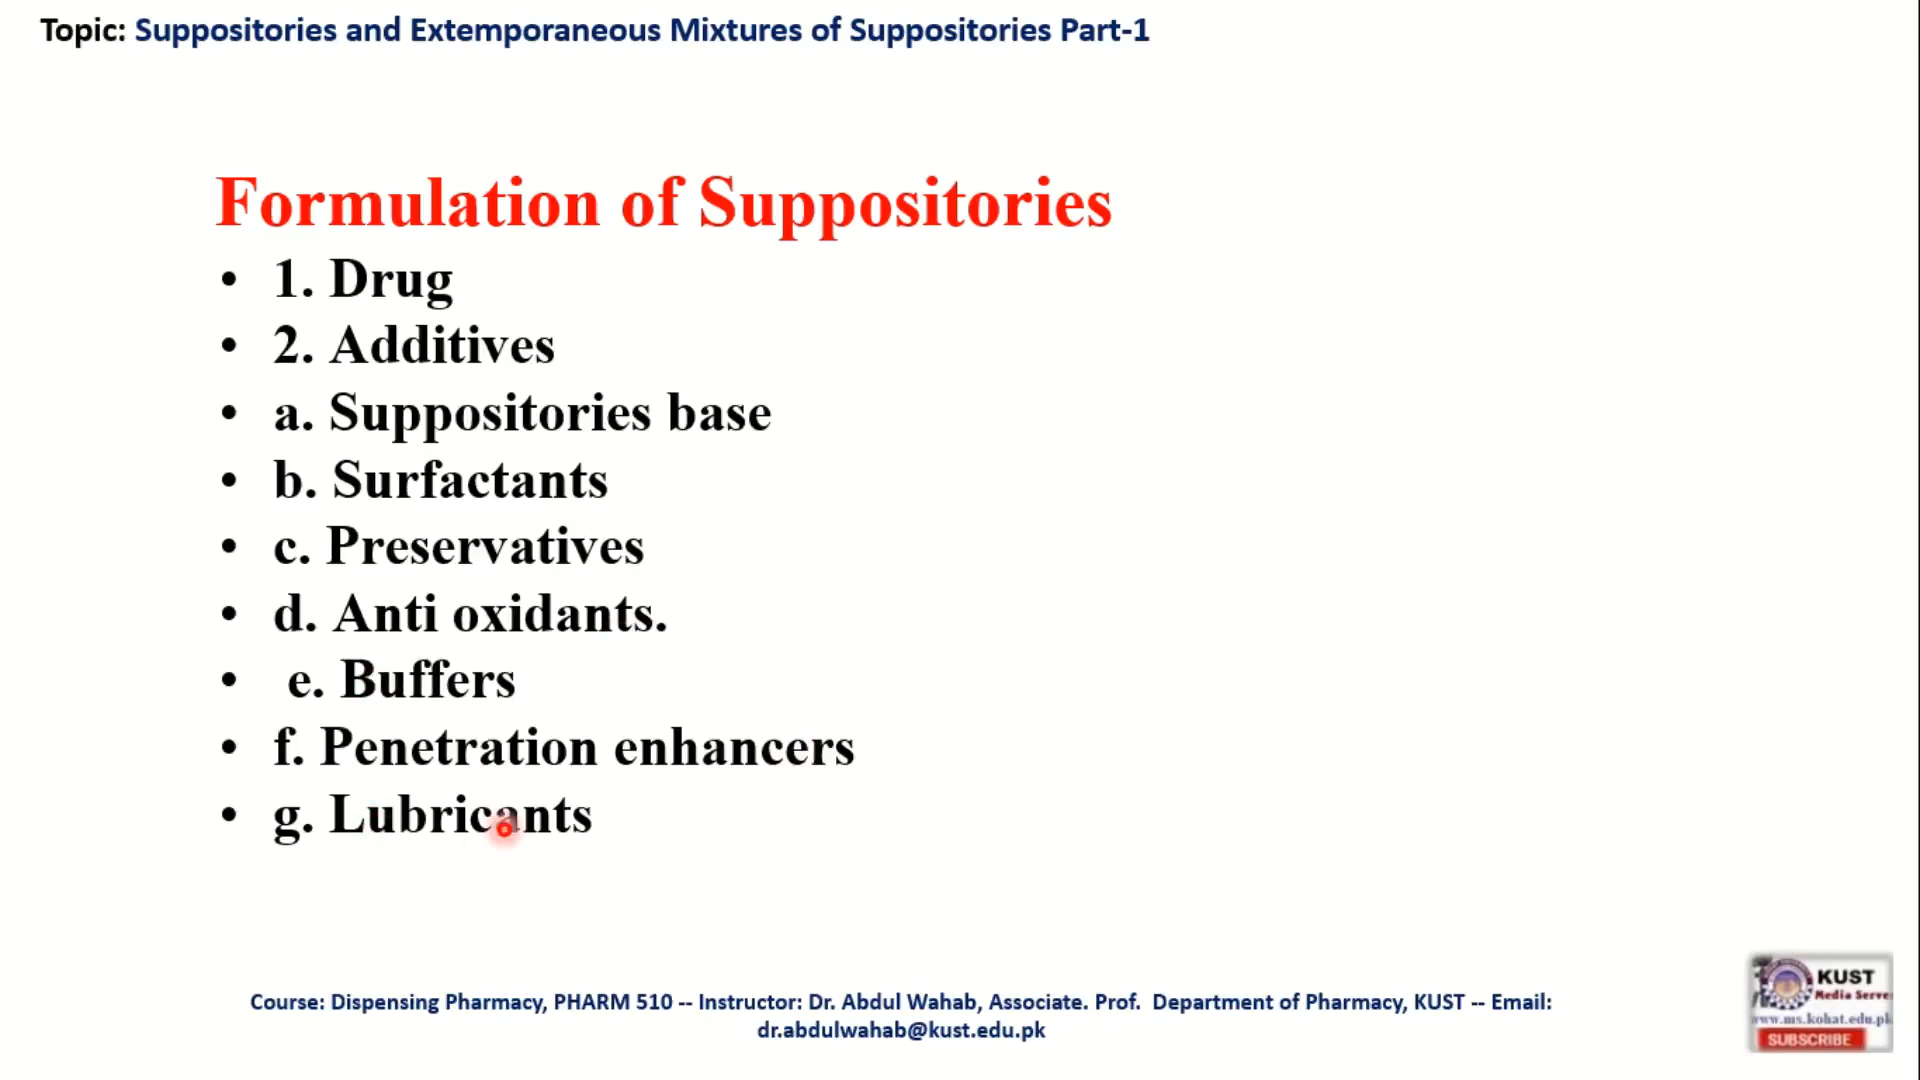 Topic: Suppositories and Extemporaneous Mixtures of Suppositories Part-1
Formulation of Suppositories
• 1. Drug
• 2. Additives
• a. Suppositories base
• b. Surfactants
• c. Preservatives
• d. Anti oxidants.
• e. Buffers
• f. Penetration enhancers
• g. Lubricants
Course: Dispensing Pharmacy, PHARM 510 -- Instructor: Dr. Abdul Wahab, Associate. Prof. Department of Pharmacy, KUST -- Email:
dr.abdulwahab@kust.edu.pk
KUST
Media Serve
www.ms.kohat.edu.pk
SUBSCRIBE